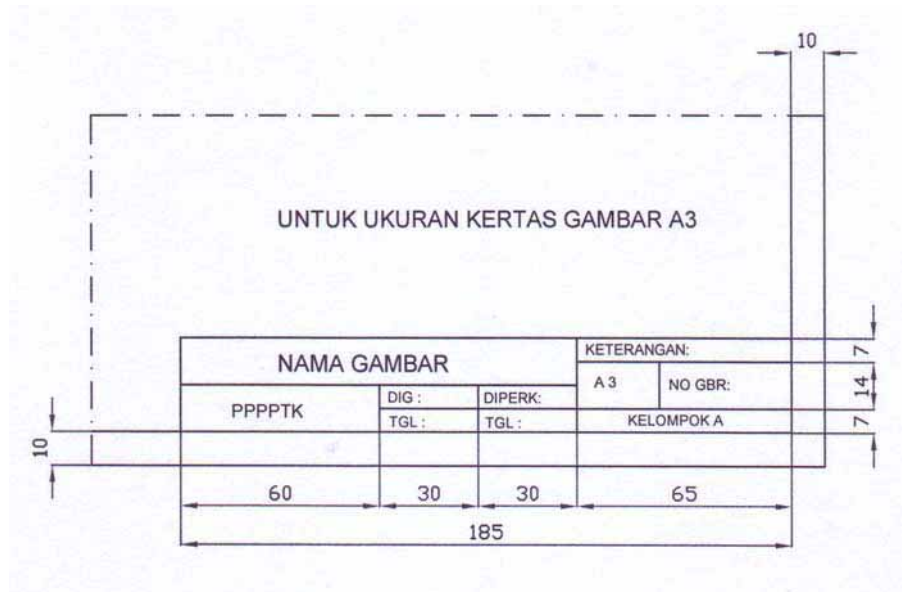 10
UNTUK UKURAN KERTAS GAMBAR A3
NAMA GAMBAR
KETERANGAN:
7
A 3
NO GBR:
14
PPPPTK
DIG :
DIPERK:
TGL :
TGL :
KELOMPOK A
7
10
60
30
30
65
185